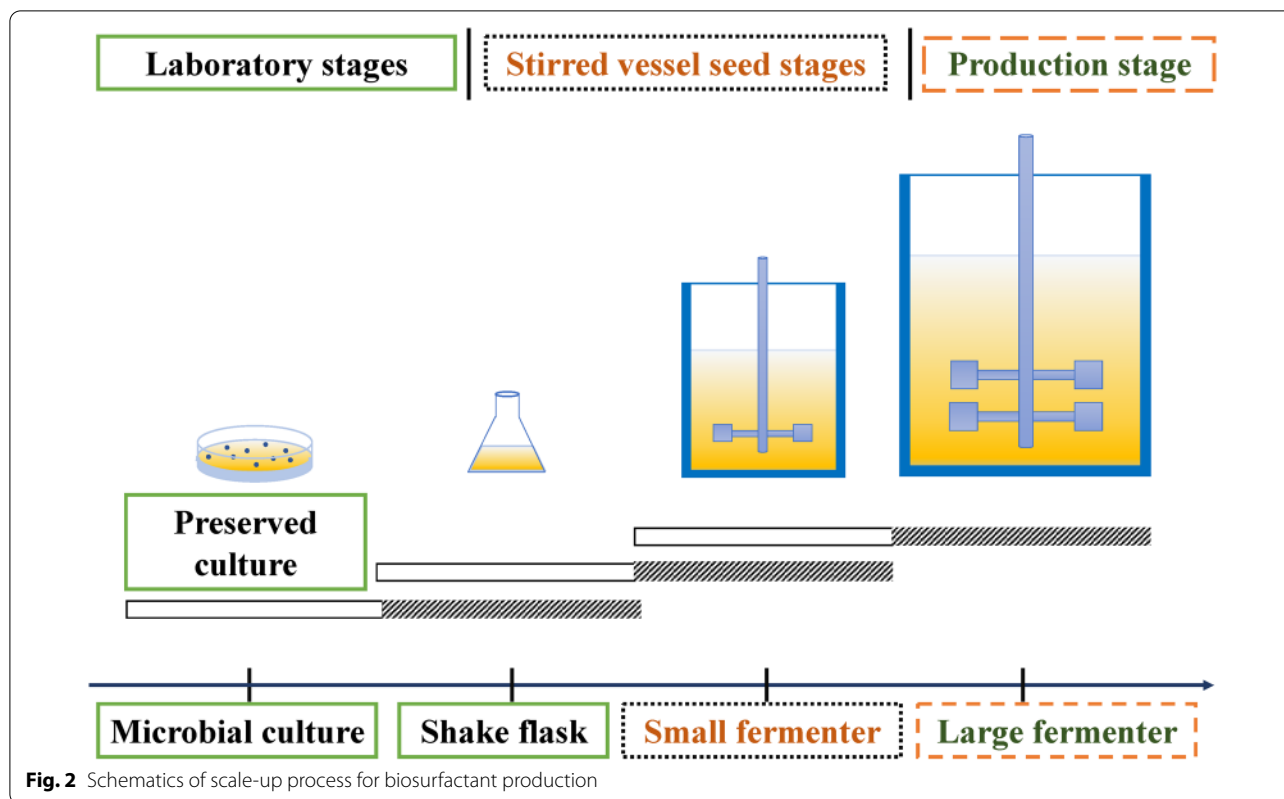 Laboratory stages
Stirred vessel seed stages
Production stage
Preserved
culture
Microbial culture
Shake flask
Small fermenter
Large fermenter
Fig. 2 Schematics of scale-up process for biosurfactant production